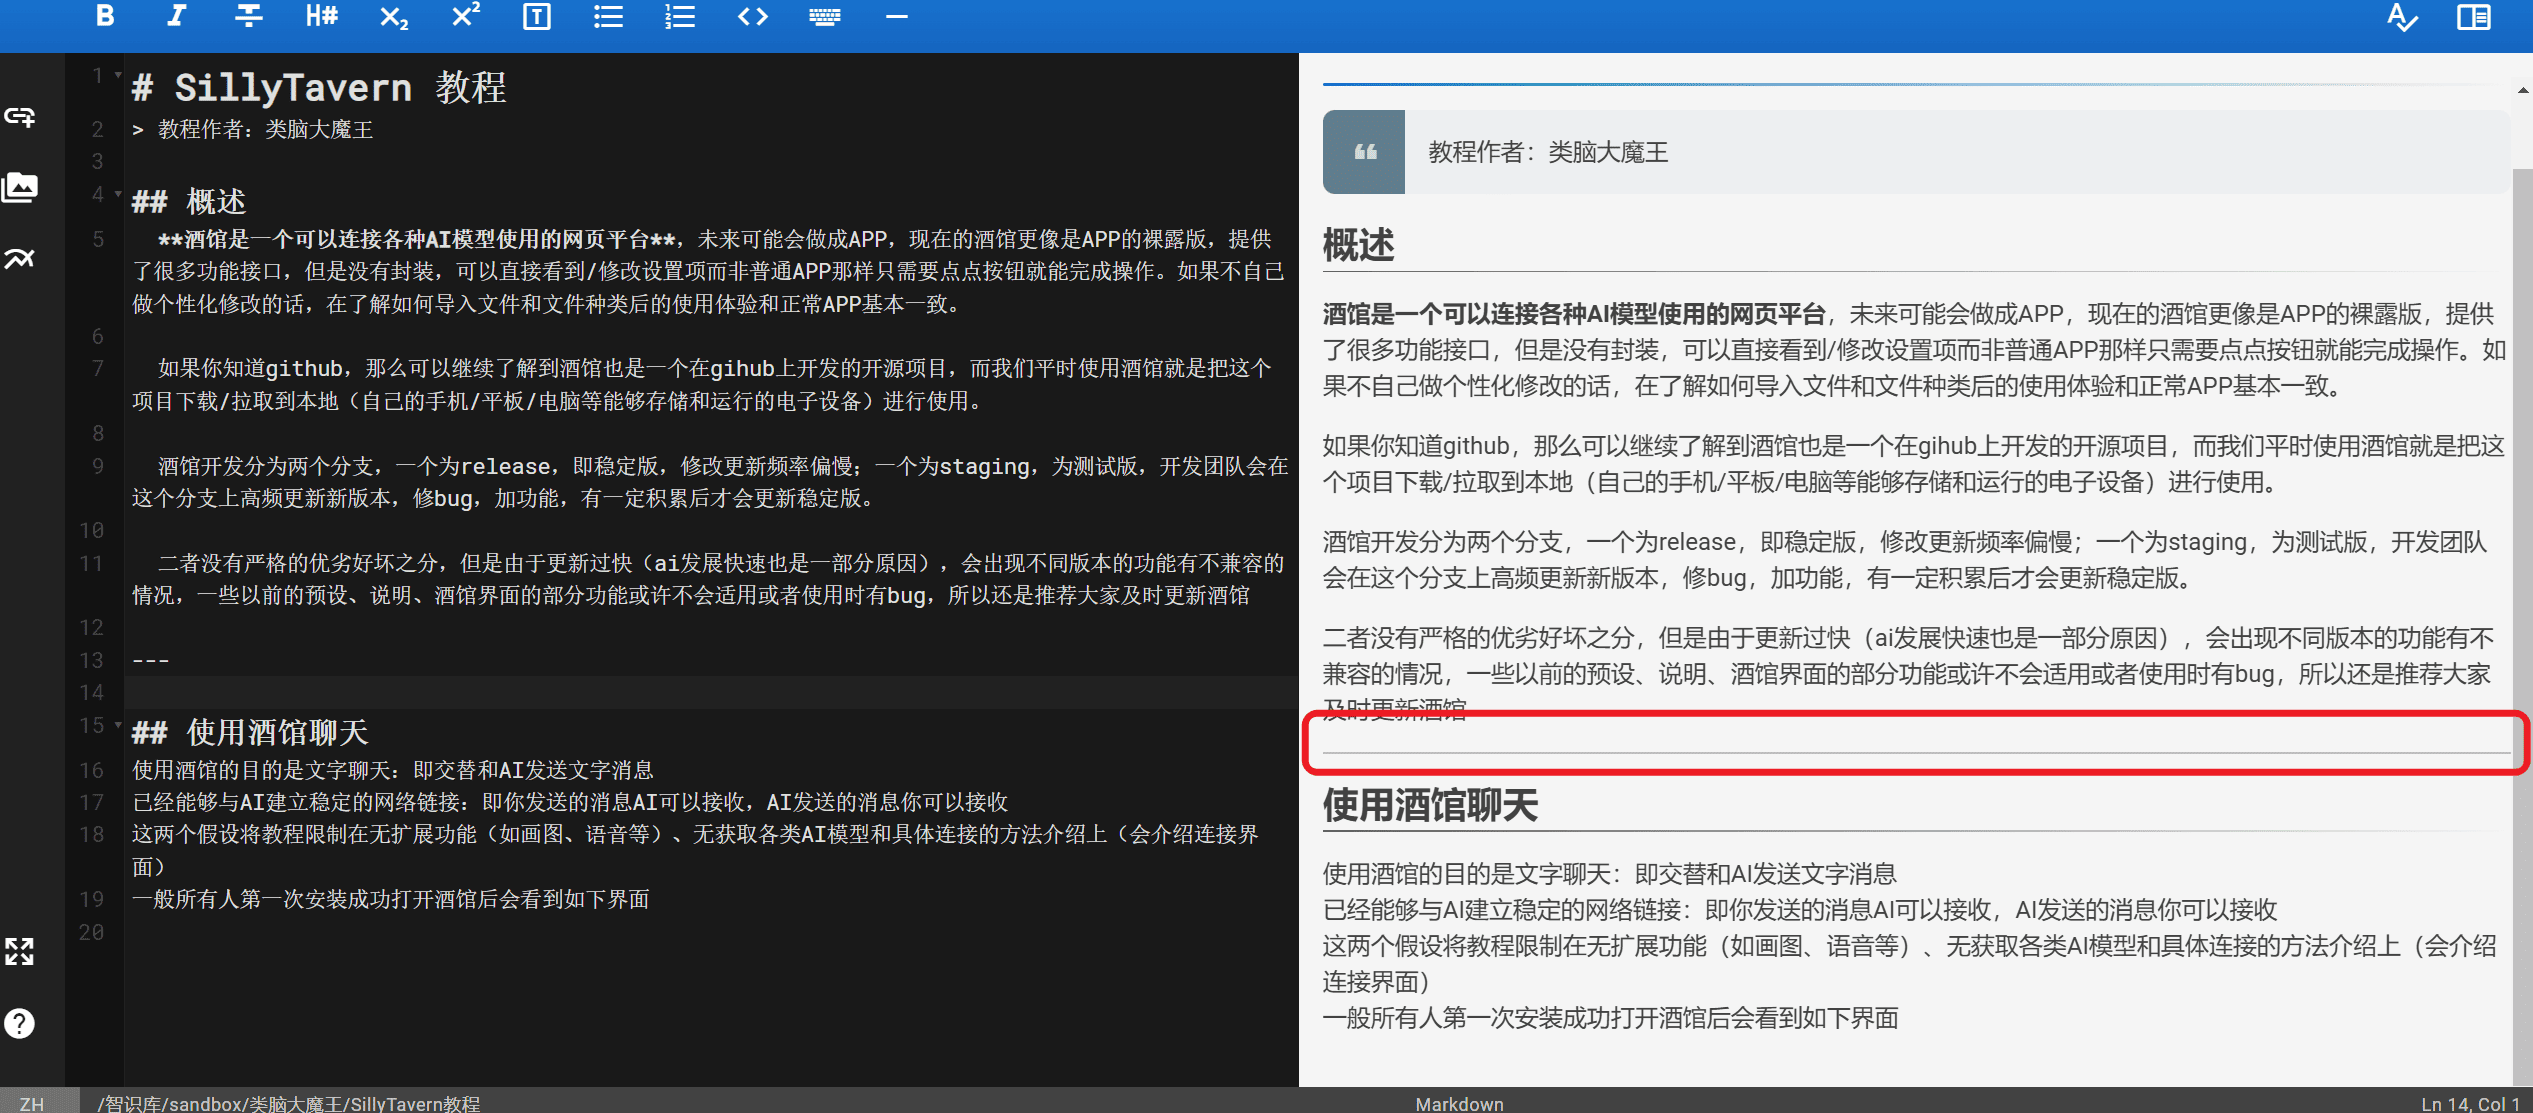 B I S H# X₂ X² T <>
1 # SillyTavern 教程
2 > 教程作者：类脑大魔王
3
4 ## 概述
5 **酒馆是一个可以连接各种AI模型使用的网页平台**，未来可能会做成APP，现在的酒馆更像是APP的裸露版，提供
了很多功能接口，但是没有封装，可以直接看到/修改设置项而非普通APP那样只需要点点按钮就能完成操作。如果不自己
做个性化修改的话，在了解如何导入文件和文件种类后的使用体验和正常APP基本一致。
6
7 如果你知道github，那么可以继续了解到酒馆也是一个在gihub上开发的开源项目，而我们平时使用酒馆就是把这个
项目下载/拉取到本地（自己的手机/平板/电脑等能够存储和运行的电子设备）进行使用。
8
9 酒馆开发分为两个分支，一个为release，即稳定版，修改更新频率偏慢；一个为staging，为测试版，开发团队会在
这个分支上高频更新新版本，修bug，加功能，有一定积累后才会更新稳定版。
10
11 二者没有严格的优劣好坏之分，但是由于更新过快（ai发展快速也是一部分原因），会出现不同版本的功能有不兼容的
情况，一些以前的预设、说明、酒馆界面的部分功能或许不会适用或者使用时有bug，所以还是推荐大家及时更新酒馆
12
13 ---
14
15 ## 使用酒馆聊天
16 使用酒馆的目的是文字聊天：即交替和AI发送文字消息
17 已经能够与AI建立稳定的网络链接：即你发送的消息AI可以接收，AI发送的消息你可以接收
18 这两个假设将教程限制在无扩展功能（如画图、语音等）、无获取各类AI模型和具体连接的方法介绍上（会介绍连接界
面）
19 一般所有人第一次安装成功打开酒馆后会看到如下界面
20
教程作者：类脑大魔王
概述
酒馆是一个可以连接各种AI模型使用的网页平台，未来可能会做成APP，现在的酒馆更像是APP的裸露版，提供
了很多功能接口，但是没有封装，可以直接看到/修改设置项而非普通APP那样只需要点点按钮就能完成操作。如
果不自己做个性化修改的话，在了解如何导入文件和文件种类后的使用体验和正常APP基本一致。
如果你知道github，那么可以继续了解到酒馆也是一个在gihub上开发的开源项目，而我们平时使用酒馆就是把这
个项目下载/拉取到本地（自己的手机/平板/电脑等能够存储和运行的电子设备）进行使用。
酒馆开发分为两个分支，一个为release，即稳定版，修改更新频率偏慢；一个为staging，为测试版，开发团队
会在这个分支上高频更新新版本，修bug，加功能，有一定积累后才会更新稳定版。
二者没有严格的优劣好坏之分，但是由于更新过快（ai发展快速也是一部分原因），会出现不同版本的功能有不
兼容的情况，一些以前的预设、说明、酒馆界面的部分功能或许不会适用或者使用时有bug，所以还是推荐大家
及时更新酒馆
使用酒馆聊天
使用酒馆的目的是文字聊天：即交替和AI发送文字消息
已经能够与AI建立稳定的网络链接：即你发送的消息AI可以接收，AI发送的消息你可以接收
这两个假设将教程限制在无扩展功能（如画图、语音等）、无获取各类AI模型和具体连接的方法介绍上（会介绍
连接界面）
一般所有人第一次安装成功打开酒馆后会看到如下界面
ZH /智识库/sandbox/类脑大魔王/SillyTavern教程 Markdown Ln 14, Col 1